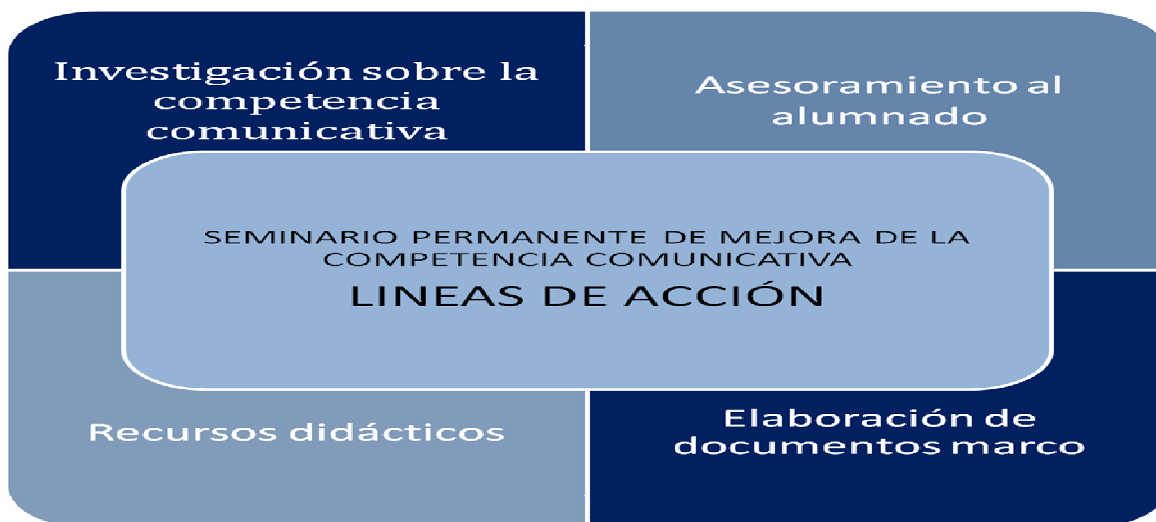 Investigación sobre la
competencia
comunicativa
Asesoramiento al
alumnado
SEMINARIO PERMANENTE DE MEJORA DE LA
COMPETENCIA COMUNICATIVA
LINEAS DE ACCIÓN
Recursos didácticos
Elaboración de
documentos marco